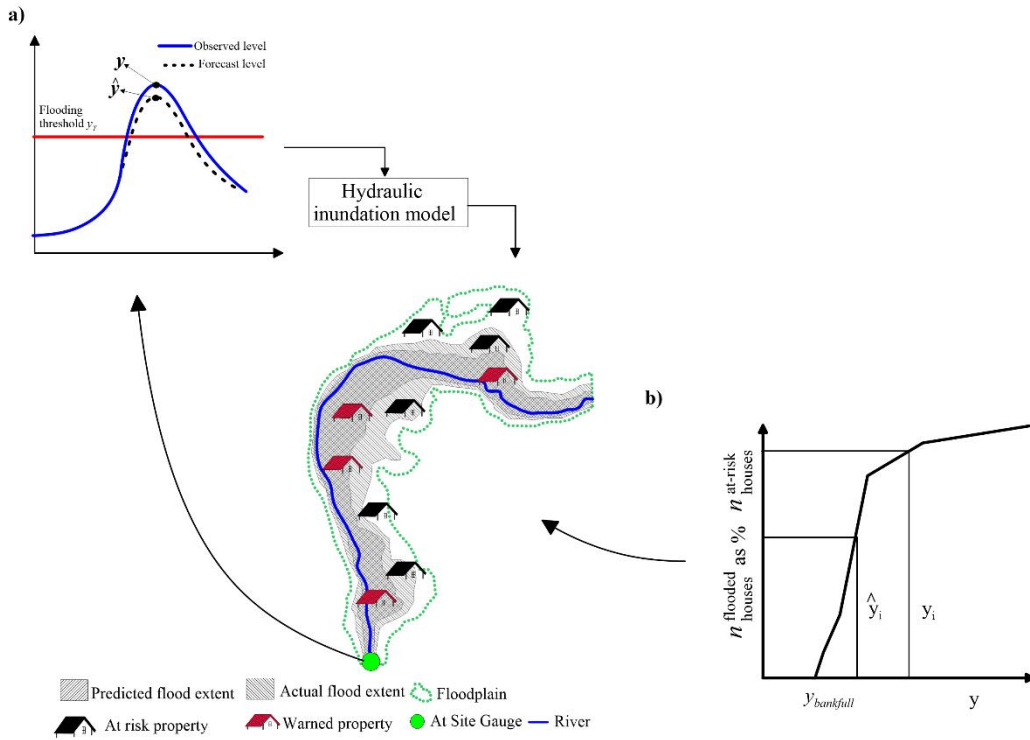 a)
Observed level
Forecast level
y
ŷ
Flooding
threshold y_F
Hydraulic
inundation model
b)
n flooded houses as % n at-risk houses
ŷ_i
y_i
y_bankfull
y
Predicted flood extent
Actual flood extent
Floodplain
At risk property
Warned property
At Site Gauge
River